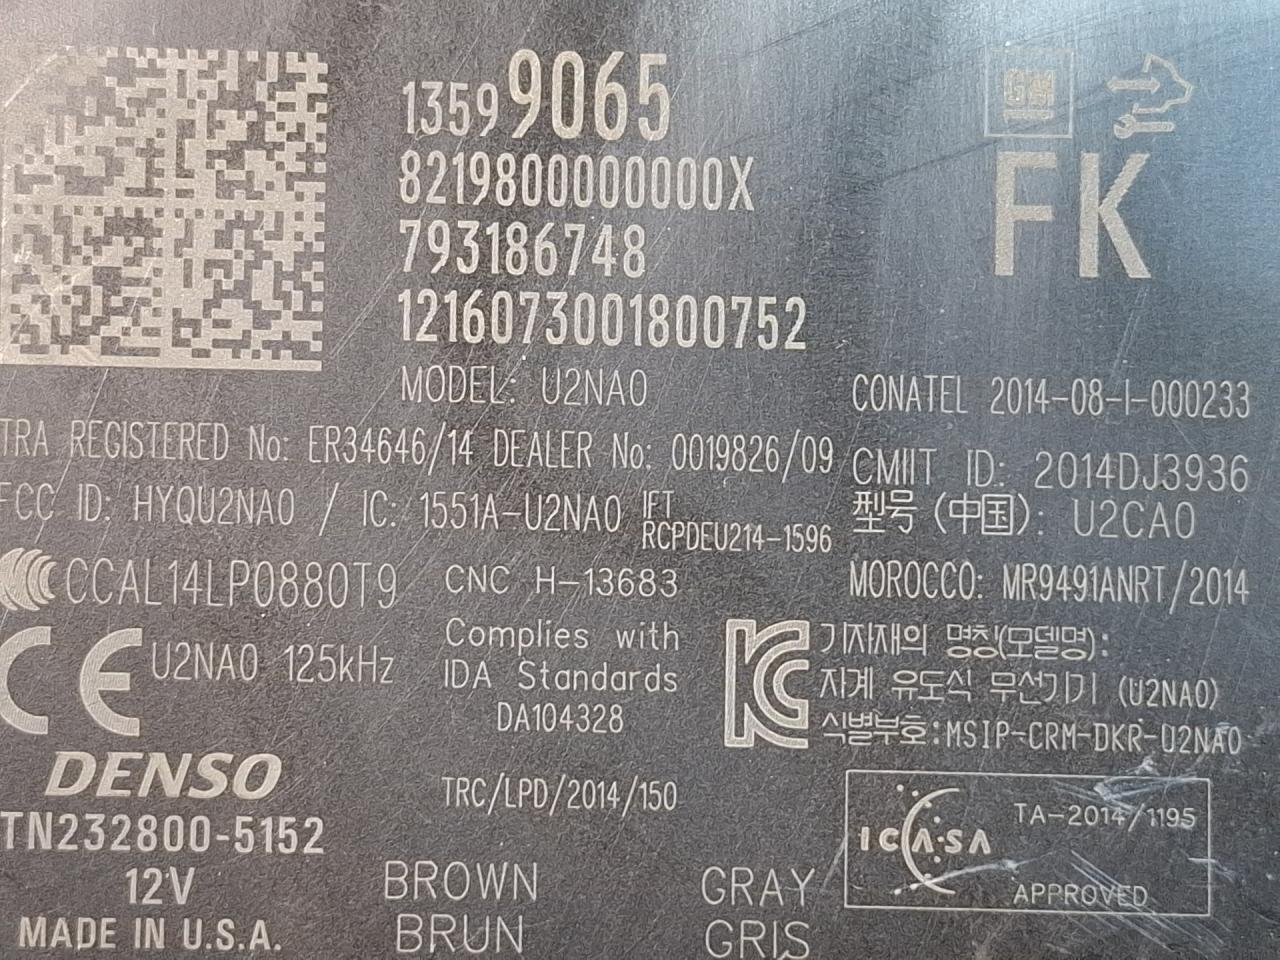 13599065
GM
FK
8219800000000X
793186748
1216073001800752
MODEL: U2NA0
CONATEL 2014-08-I-000233
TRA REGISTERED No: ER34646/14 DEALER No: 0019826/09
CMIIT ID: 2014DJ3936
FCC ID: HYQU2NA0 / IC: 1551A-U2NA0
IFT
RCPDEU214-1596
型号(中国): U2CA0
CCAL14LP0880T9
CNC H-13683
MOROCCO: MR9491ANRT/2014
CE U2NA0 125kHz
Complies with
IDA Standards
DA104328
기자재의 명칭(모델명):
자계 유도식 무선기기 (U2NA0)
식별부호:MSIP-CRM-DKR-U2NA0
DENSO
TN232800-5152
12V
MADE IN U.S.A.
TRC/LPD/2014/150
ICASA
TA-2014/1195
APPROVED
BROWN
BRUN
GRAY
GRIS